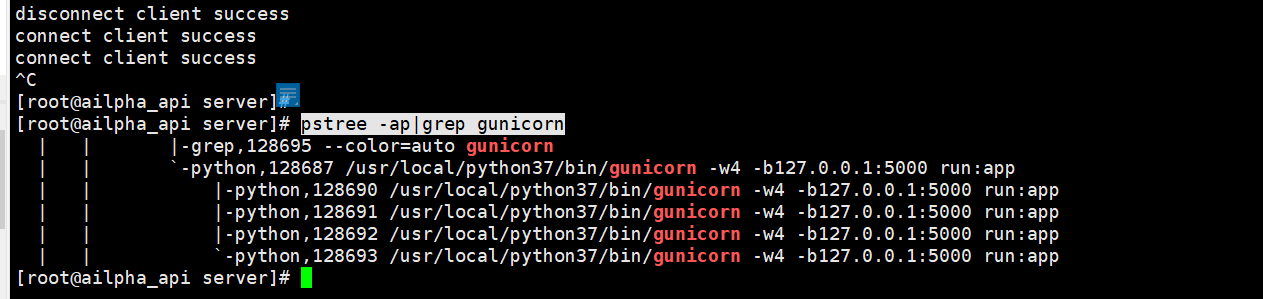 disconnect client success
connect client success
connect client success
^C
[root@ailpha_api server]#
[root@ailpha_api server]# pstree -ap|grep gunicorn
  |   |       |-grep,128695 --color=auto gunicorn
  |   |       `-python,128687 /usr/local/python37/bin/gunicorn -w4 -b127.0.0.1:5000 run:app
  |   |           |-python,128690 /usr/local/python37/bin/gunicorn -w4 -b127.0.0.1:5000 run:app
  |   |           |-python,128691 /usr/local/python37/bin/gunicorn -w4 -b127.0.0.1:5000 run:app
  |   |           |-python,128692 /usr/local/python37/bin/gunicorn -w4 -b127.0.0.1:5000 run:app
  |   |           `-python,128693 /usr/local/python37/bin/gunicorn -w4 -b127.0.0.1:5000 run:app
[root@ailpha_api server]#